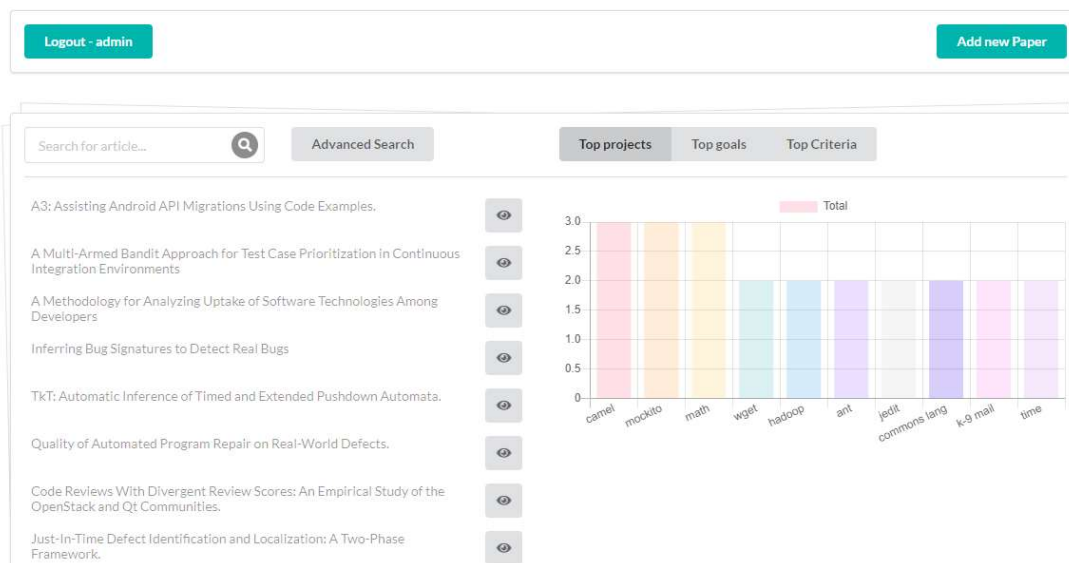 Logout - admin
Add new Paper
Search for article...
Advanced Search
Top projects
Top goals
Top Criteria
A3: Assisting Android API Migrations Using Code Examples.
A Multi-Armed Bandit Approach for Test Case Prioritization in Continuous
Integration Environments
A Methodology for Analyzing Uptake of Software Technologies Among
Developers
Inferring Bug Signatures to Detect Real Bugs
TkT: Automatic Inference of Timed and Extended Pushdown Automata.
Quality of Automated Program Repair on Real-World Defects.
Code Reviews With Divergent Review Scores: An Empirical Study of the
OpenStack and Qt Communities.
Just-In-Time Defect Identification and Localization: A Two-Phase
Framework.
Total
3.0
2.5
2.0
1.5
1.0
0.5
0
camel
mockito
math
wget
hadoop
ant
jedit
commons lang
k-9 mail
time